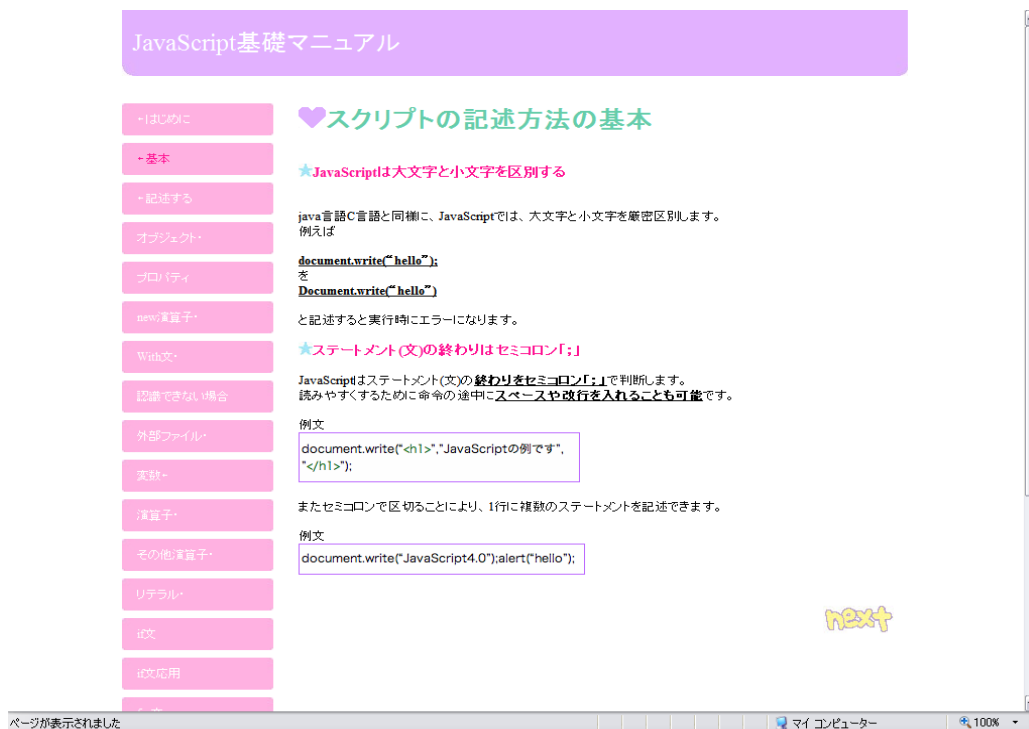 JavaScript基礎マニュアル
・はじめに
・基本
・記述する
オブジェクト・
プロパティ
new演算子・
With文・
認識できない場合
外部ファイル・
変数・
演算子・
その他演算子・
リテラル・
if文
if文応用
スクリプトの記述方法の基本
★JavaScriptは大文字と小文字を区別する
java言語C言語と同様に、JavaScriptでは、大文字と小文字を厳密区別します。
例えば
document.write(“hello”);
を
Document.write(“hello”)
と記述すると実行時にエラーになります。
★ステートメント(文)の終わりはセミコロン「;」
JavaScriptはステートメント(文)の終わりをセミコロン「;」で判断します。
読みやすくするために命令の途中にスペースや改行を入れることも可能です。
例文
document.write(“<h1>”,”JavaScriptの例です”,
”</h1>”);
またセミコロンで区切ることにより、1行に複数のステートメントを記述できます。
例文
document.write(“JavaScript4.0”);alert(“hello”);
next
ページが表示されました
マイ コンピューター
100%